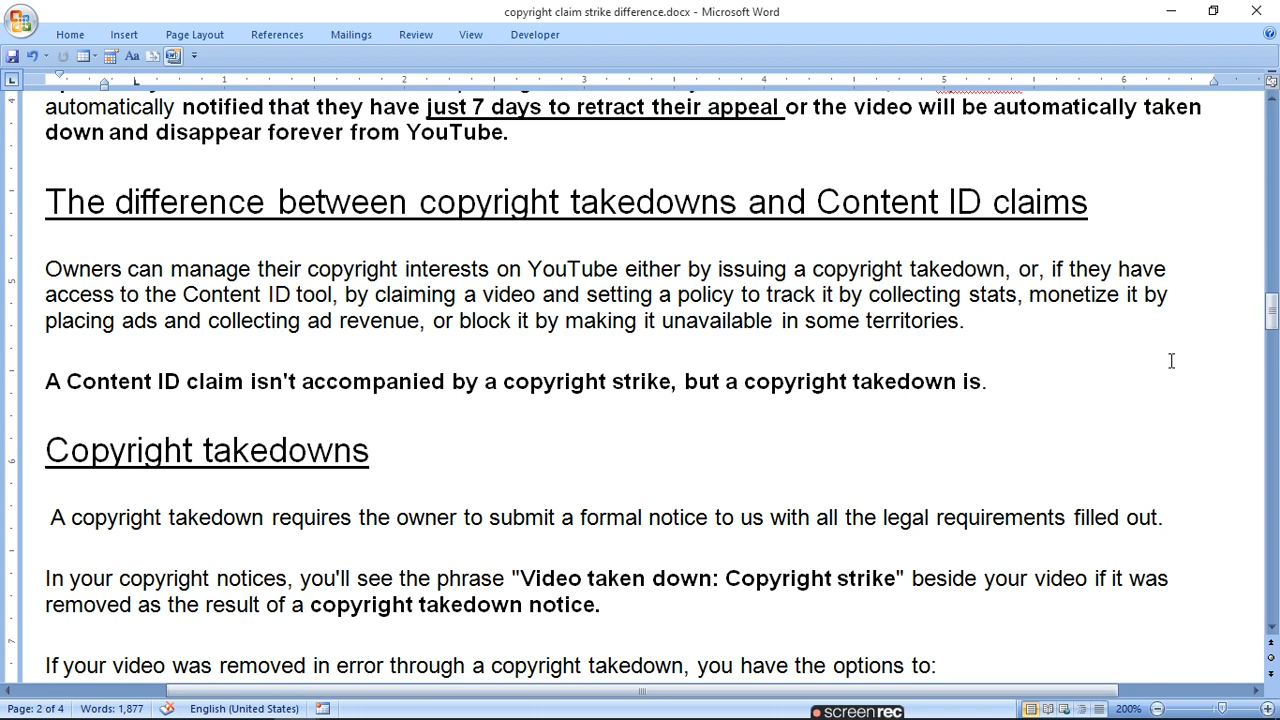 copyright claim strike difference.docx - Microsoft Word
Home Insert Page Layout References Mailings Review View Developer
Aa
1 2 3 4 5 6
automatically notified that they have just 7 days to retract their appeal or the video will be automatically taken
down and disappear forever from YouTube.
The difference between copyright takedowns and Content ID claims
Owners can manage their copyright interests on YouTube either by issuing a copyright takedown, or, if they have
access to the Content ID tool, by claiming a video and setting a policy to track it by collecting stats, monetize it by
placing ads and collecting ad revenue, or block it by making it unavailable in some territories.
A Content ID claim isn't accompanied by a copyright strike, but a copyright takedown is.
Copyright takedowns
A copyright takedown requires the owner to submit a formal notice to us with all the legal requirements filled out.
In your copyright notices, you'll see the phrase "Video taken down: Copyright strike" beside your video if it was
removed as the result of a copyright takedown notice.
If your video was removed in error through a copyright takedown, you have the options to:
Page: 2 of 4 Words: 1,877 English (United States) 200%
screenrec